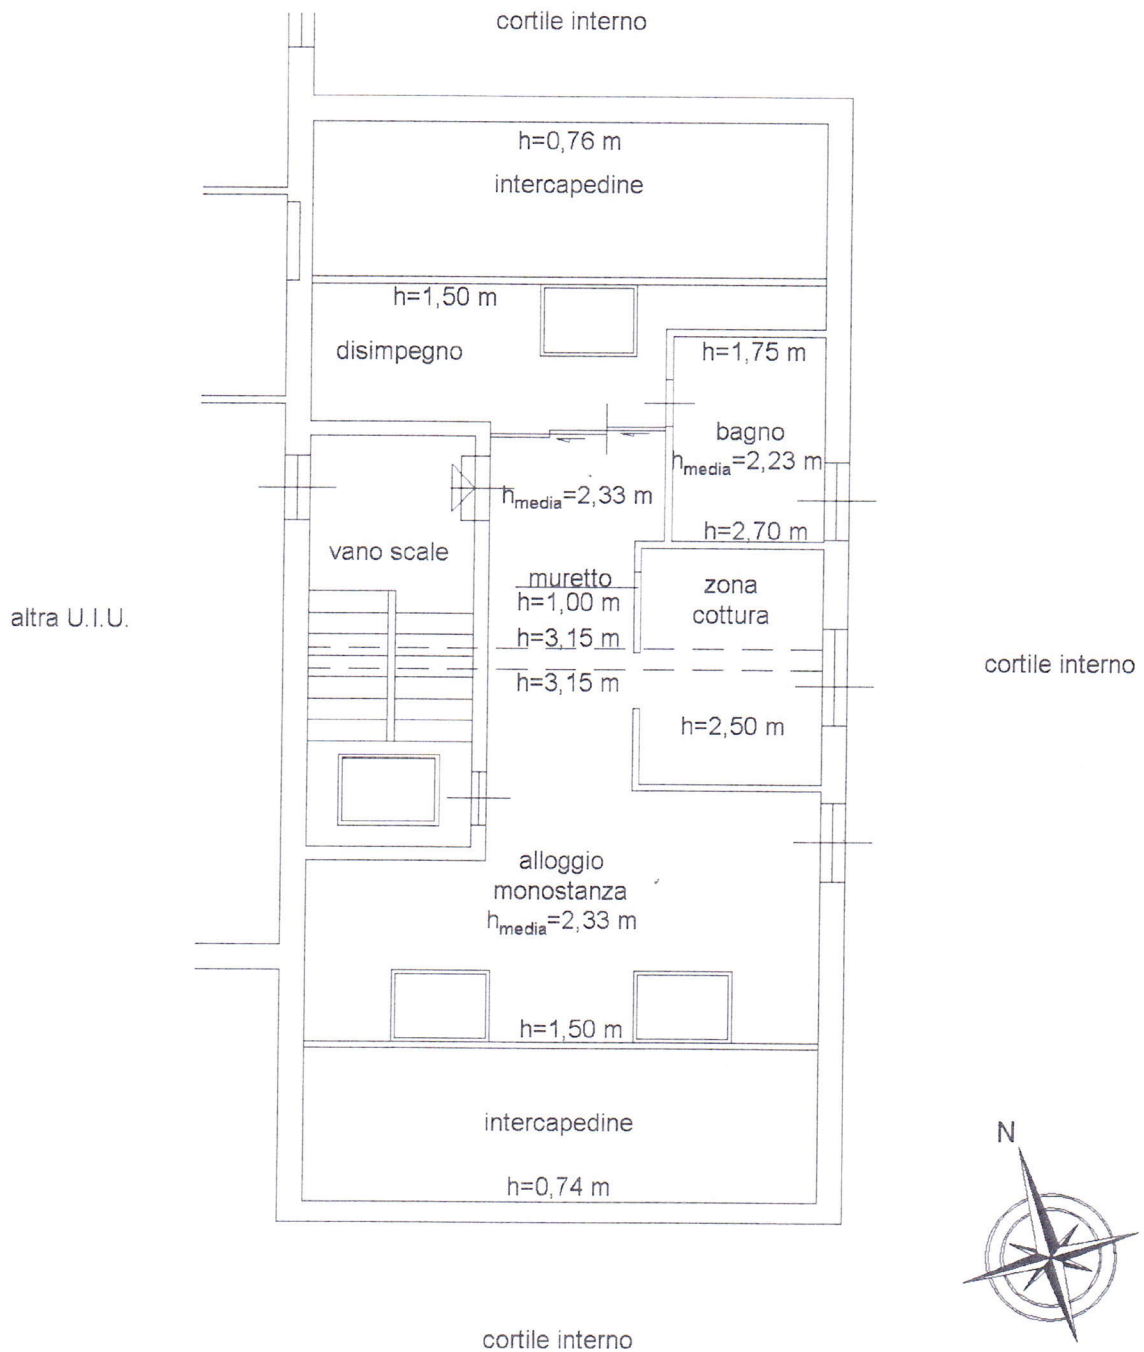 cortile interno
h=0,76 m
intercapedine
h=1,50 m
disimpegno
h=1,75 m
bagno
hmedia=2,23 m
hmedia=2,33 m
h=2,70 m
vano scale
muretto
h=1,00 m
zona
cottura
altra U.I.U.
h=3,15 m
cortile interno
h=3,15 m
h=2,50 m
alloggio
monostanza
hmedia=2,33 m
h=1,50 m
intercapedine
N
h=0,74 m
cortile interno